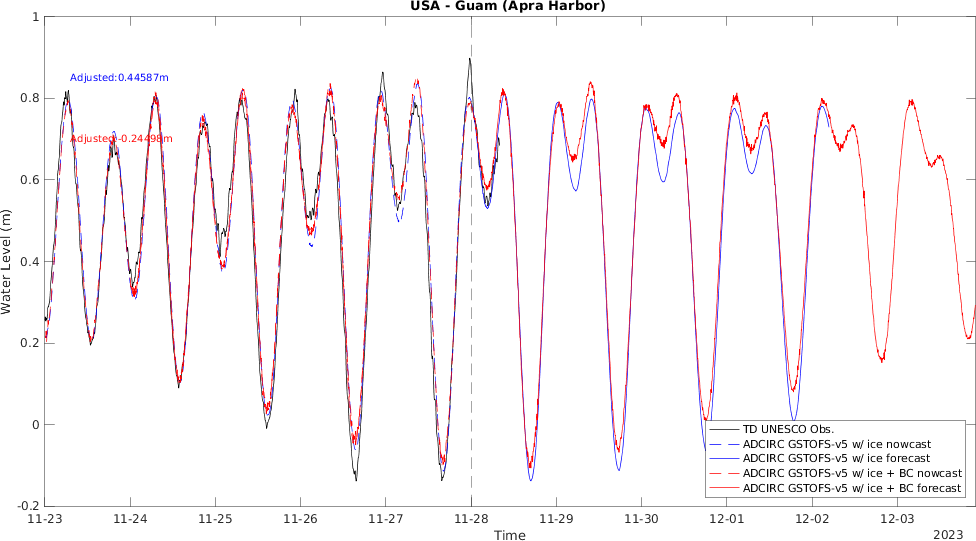 USA - Guam (Apra Harbor)
Water Level (m)
1
0.8
0.6
0.4
0.2
0
-0.2
Adjusted:0.44587m
Adjusted:-0.24498m
TD UNESCO Obs.
ADCIRC GSTOFS-v5 w/ ice nowcast
ADCIRC GSTOFS-v5 w/ ice forecast
ADCIRC GSTOFS-v5 w/ ice + BC nowcast
ADCIRC GSTOFS-v5 w/ ice + BC forecast
11-23 11-24 11-25 11-26 11-27 11-28 11-29 11-30 12-01 12-02 12-03
Time
2023